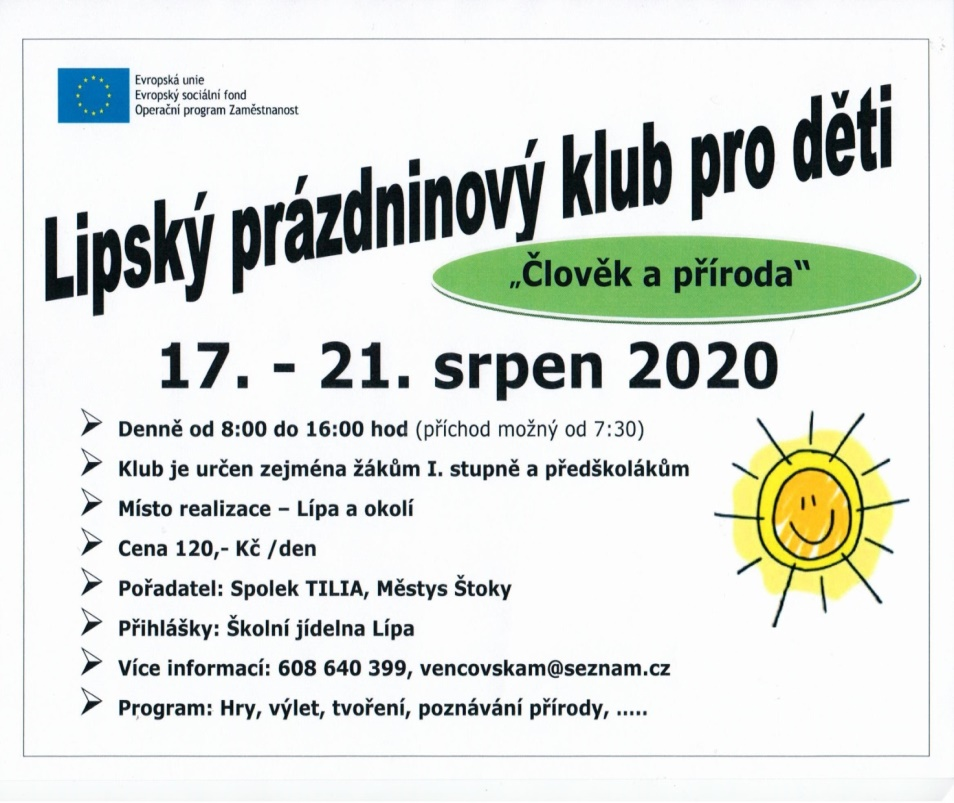 Evropská unie
Evropský sociální fond
Operační program Zaměstnanost
Lipský prázdninový klub pro děti
„Člověk a příroda“
17. - 21. srpen 2020
Denně od 8:00 do 16:00 hod (příchod možný od 7:30)
Klub je určen zejména žákům I. stupně a předškolákům
Místo realizace – Lípa a okolí
Cena 120,- Kč /den
Pořadatel: Spolek TILIA, Městys Štoky
Přihlášky: Školní jídelna Lípa
Více informací: 608 640 399, vencovskam@seznam.cz
Program: Hry, výlet, tvoření, poznávání přírody, .....